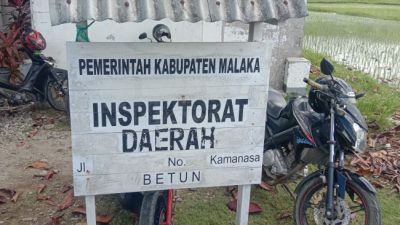 PEMERINTAH KABUPATEN MALAKA
INSPEKTORAT
DAERAH
Jl. No. Kamanasa
BETUN